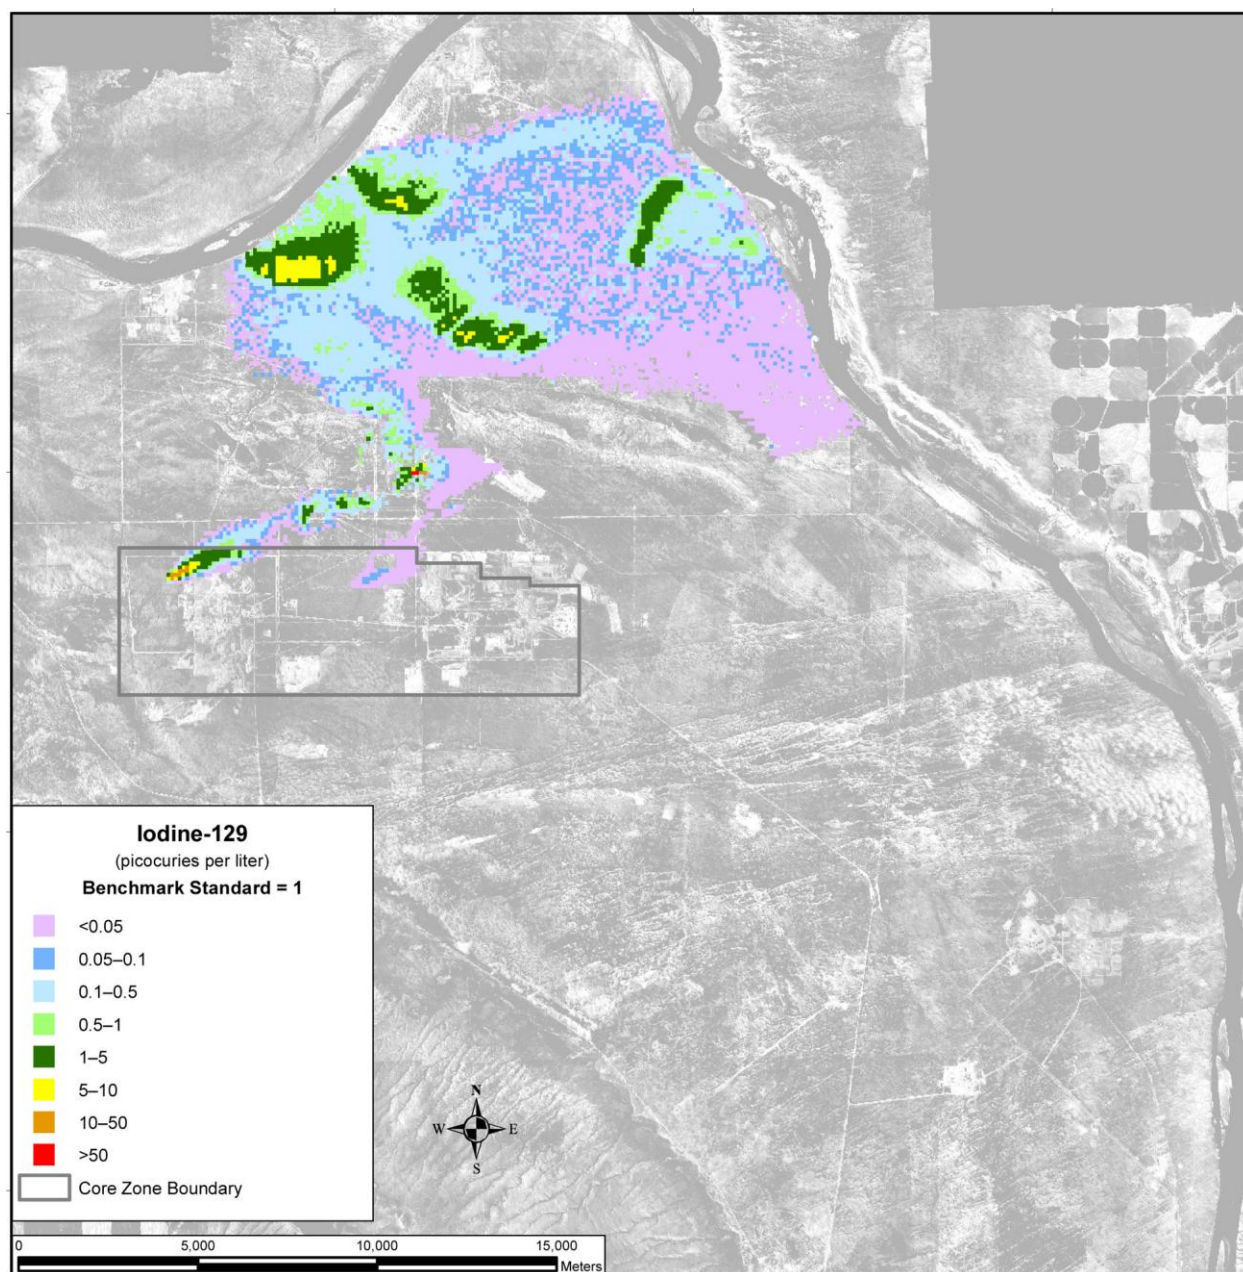 Iodine-129
(picocuries per liter)
Benchmark Standard = 1
<0.05
0.05–0.1
0.1–0.5
0.5–1
1–5
5–10
10–50
>50
Core Zone Boundary
N
W E
S
0 5,000 10,000 15,000
Meters